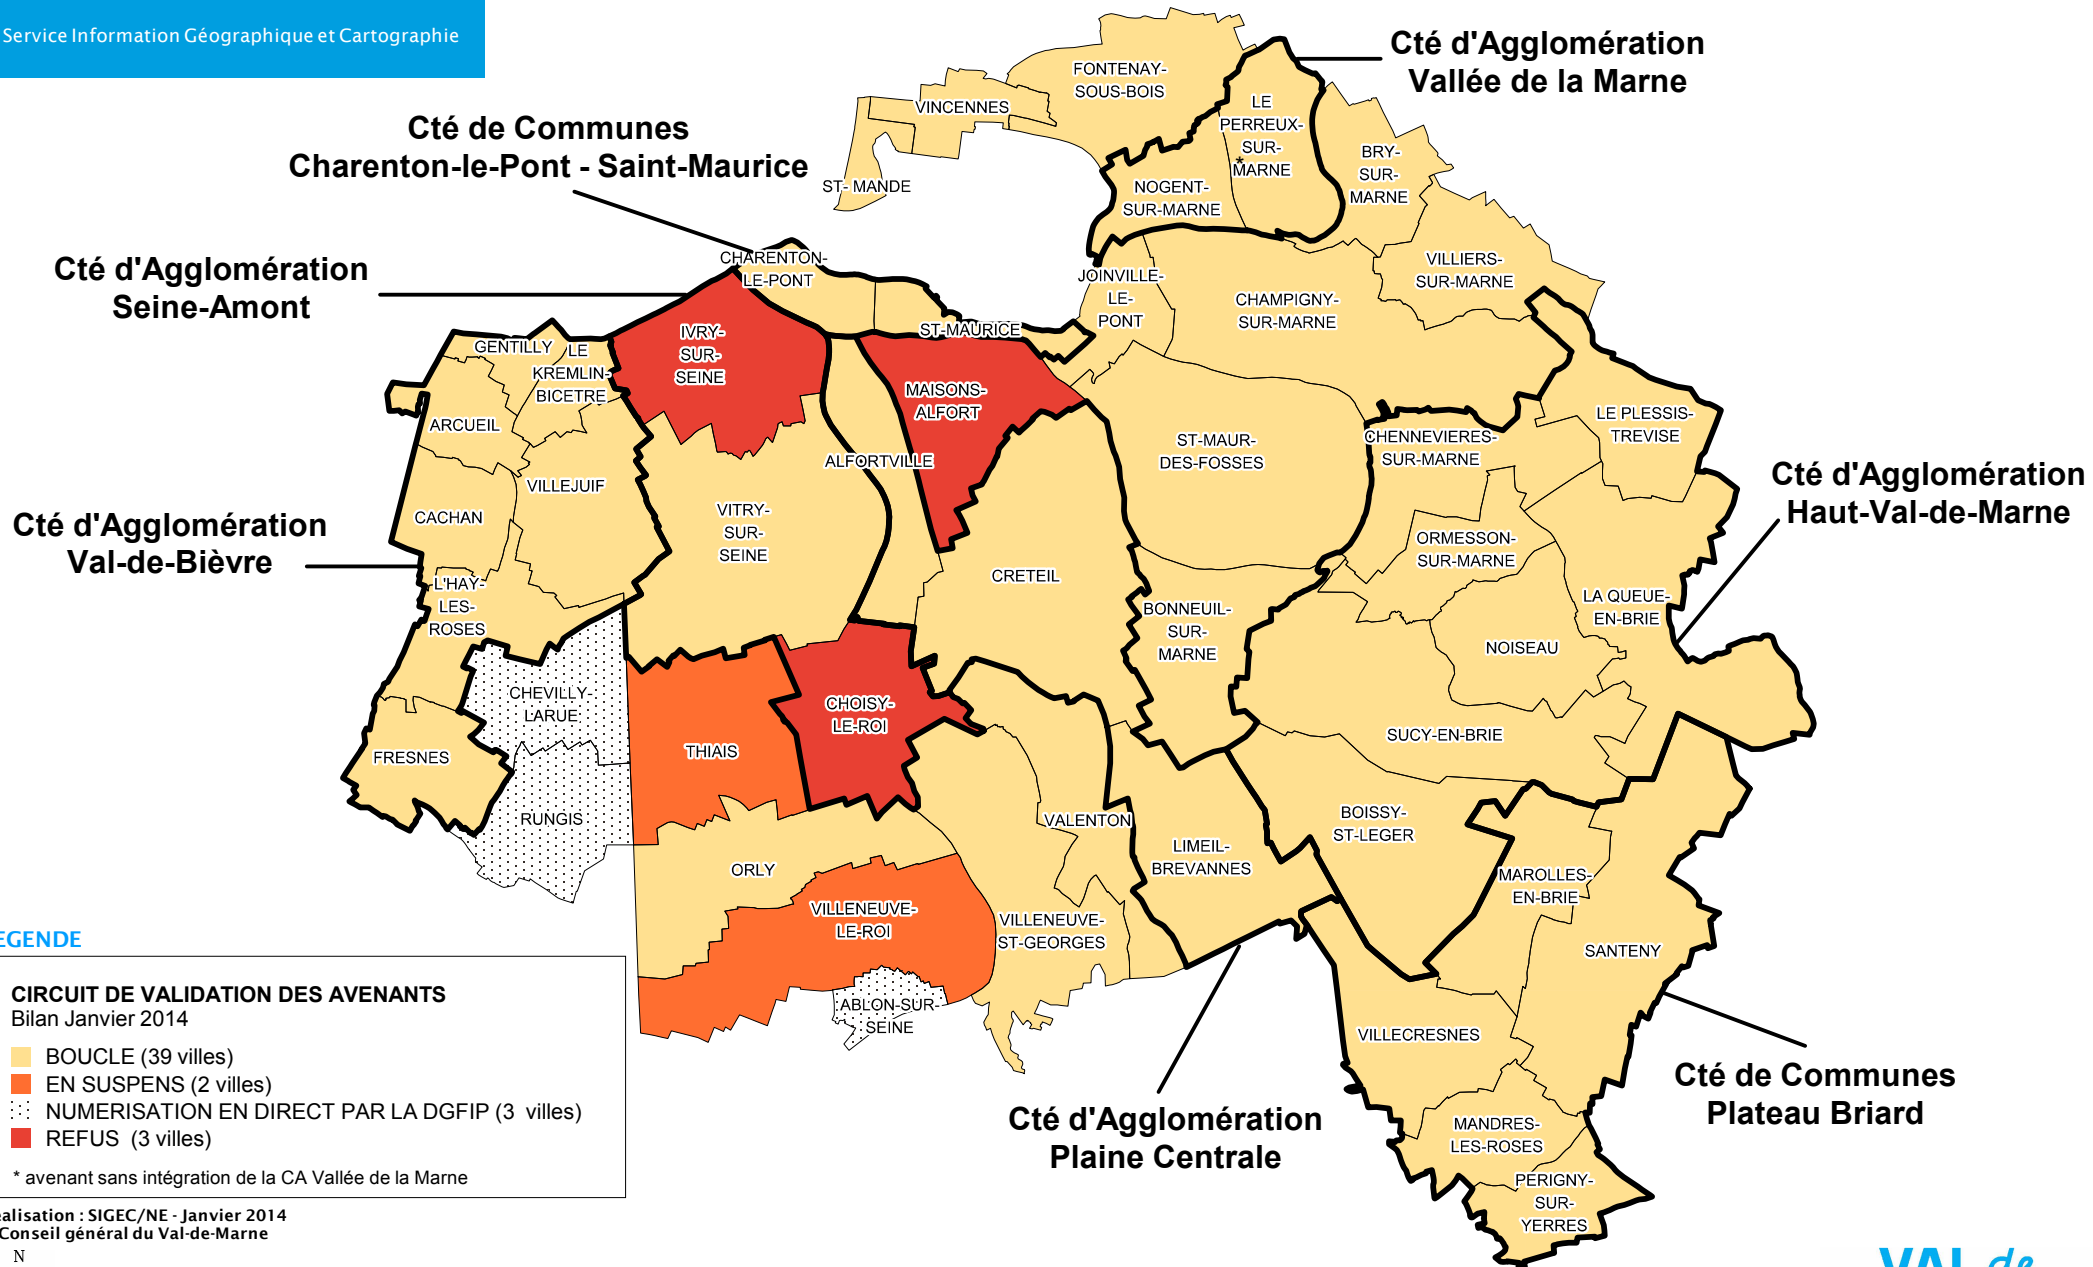 Service Information Géographique et Cartographie
Cté d'Agglomération
Vallée de la Marne
Cté de Communes
Charenton-le-Pont - Saint-Maurice
Cté d'Agglomération
Seine-Amont
Cté d'Agglomération
Val-de-Bièvre
Cté d'Agglomération
Haut-Val-de-Marne
Cté de Communes
Plateau Briard
Cté d'Agglomération
Plaine Centrale
FONTENAY-
SOUS-BOIS
VINCENNES
ST- MANDE
LE
PERREUX-
SUR-
*
MARNE
NOGENT-
SUR-MARNE
BRY-
SUR-
MARNE
VILLIERS-
SUR-MARNE
CHARENTON-
LE-PONT
ST-MAURICE
JOINVILLE-
LE-
PONT
CHAMPIGNY-
SUR-MARNE
IVRY-
SUR-
SEINE
GENTILLY
LE
KREMLIN-
BICETRE
ARCUEIL
MAISONS-
ALFORT
ALFORTVILLE
ST-MAUR-
DES-FOSSES
CHENNEVIERES-
SUR-MARNE
LE PLESSIS-
TREVISE
CACHAN
VILLEJUIF
VITRY-
SUR-
SEINE
CRETEIL
ORMESSON-
SUR-MARNE
L'HAY-
LES-
ROSES
BONNEUIL-
SUR-
MARNE
LA QUEUE-
EN-BRIE
NOISEAU
CHEVILLY-
LARUE
CHOISY-
LE-ROI
THIAIS
SUCY-EN-BRIE
FRESNES
RUNGIS
VALENTON
BOISSY-
ST-LEGER
LIMEIL-
BREVANNES
ORLY
MAROLLES-
EN-BRIE
VILLENEUVE-
LE-ROI
VILLENEUVE-
ST-GEORGES
SANTENY
ABLON-SUR-
SEINE
VILLECRESNES
MANDRES-
LES-ROSES
PERIGNY-
SUR-
YERRES
EGENDE
CIRCUIT DE VALIDATION DES AVENANTS
Bilan Janvier 2014
BOUCLE (39 villes)
EN SUSPENS (2 villes)
NUMERISATION EN DIRECT PAR LA DGFIP (3 villes)
REFUS (3 villes)
* avenant sans intégration de la CA Vallée de la Marne
alisation : SIGEC/NE - Janvier 2014
Conseil général du Val-de-Marne
N
VAL de